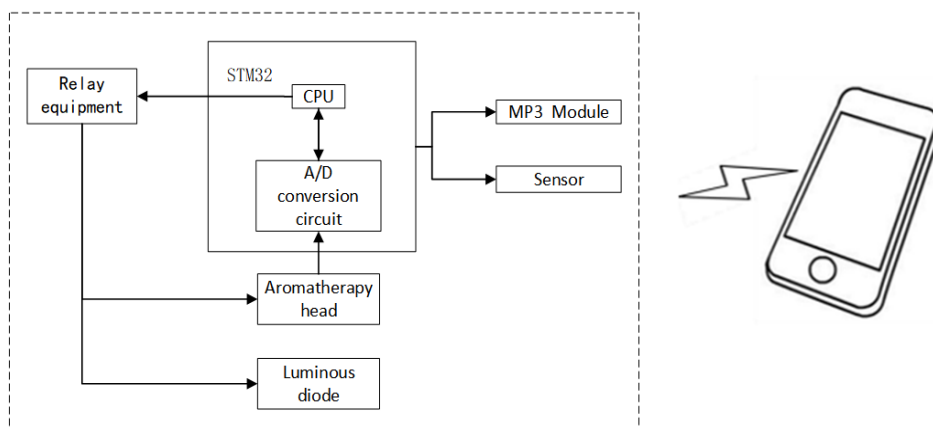 STM32
Relay
equipment
CPU
MP3 Module
A/D
conversion
circuit
Sensor
Aromatherapy
head
Luminous
diode